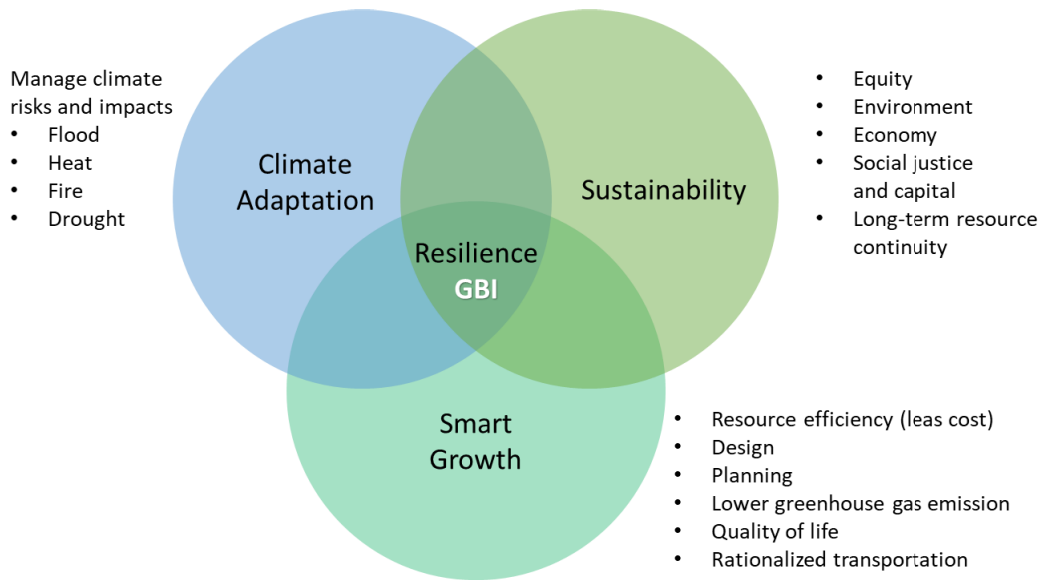 Manage climate
risks and impacts
• Flood
• Heat
• Fire
• Drought
Climate
Adaptation
Sustainability
• Equity
• Environment
• Economy
• Social justice
and capital
• Long-term resource
continuity
Resilience
GBI
Smart
Growth
• Resource efficiency (leas cost)
• Design
• Planning
• Lower greenhouse gas emission
• Quality of life
• Rationalized transportation